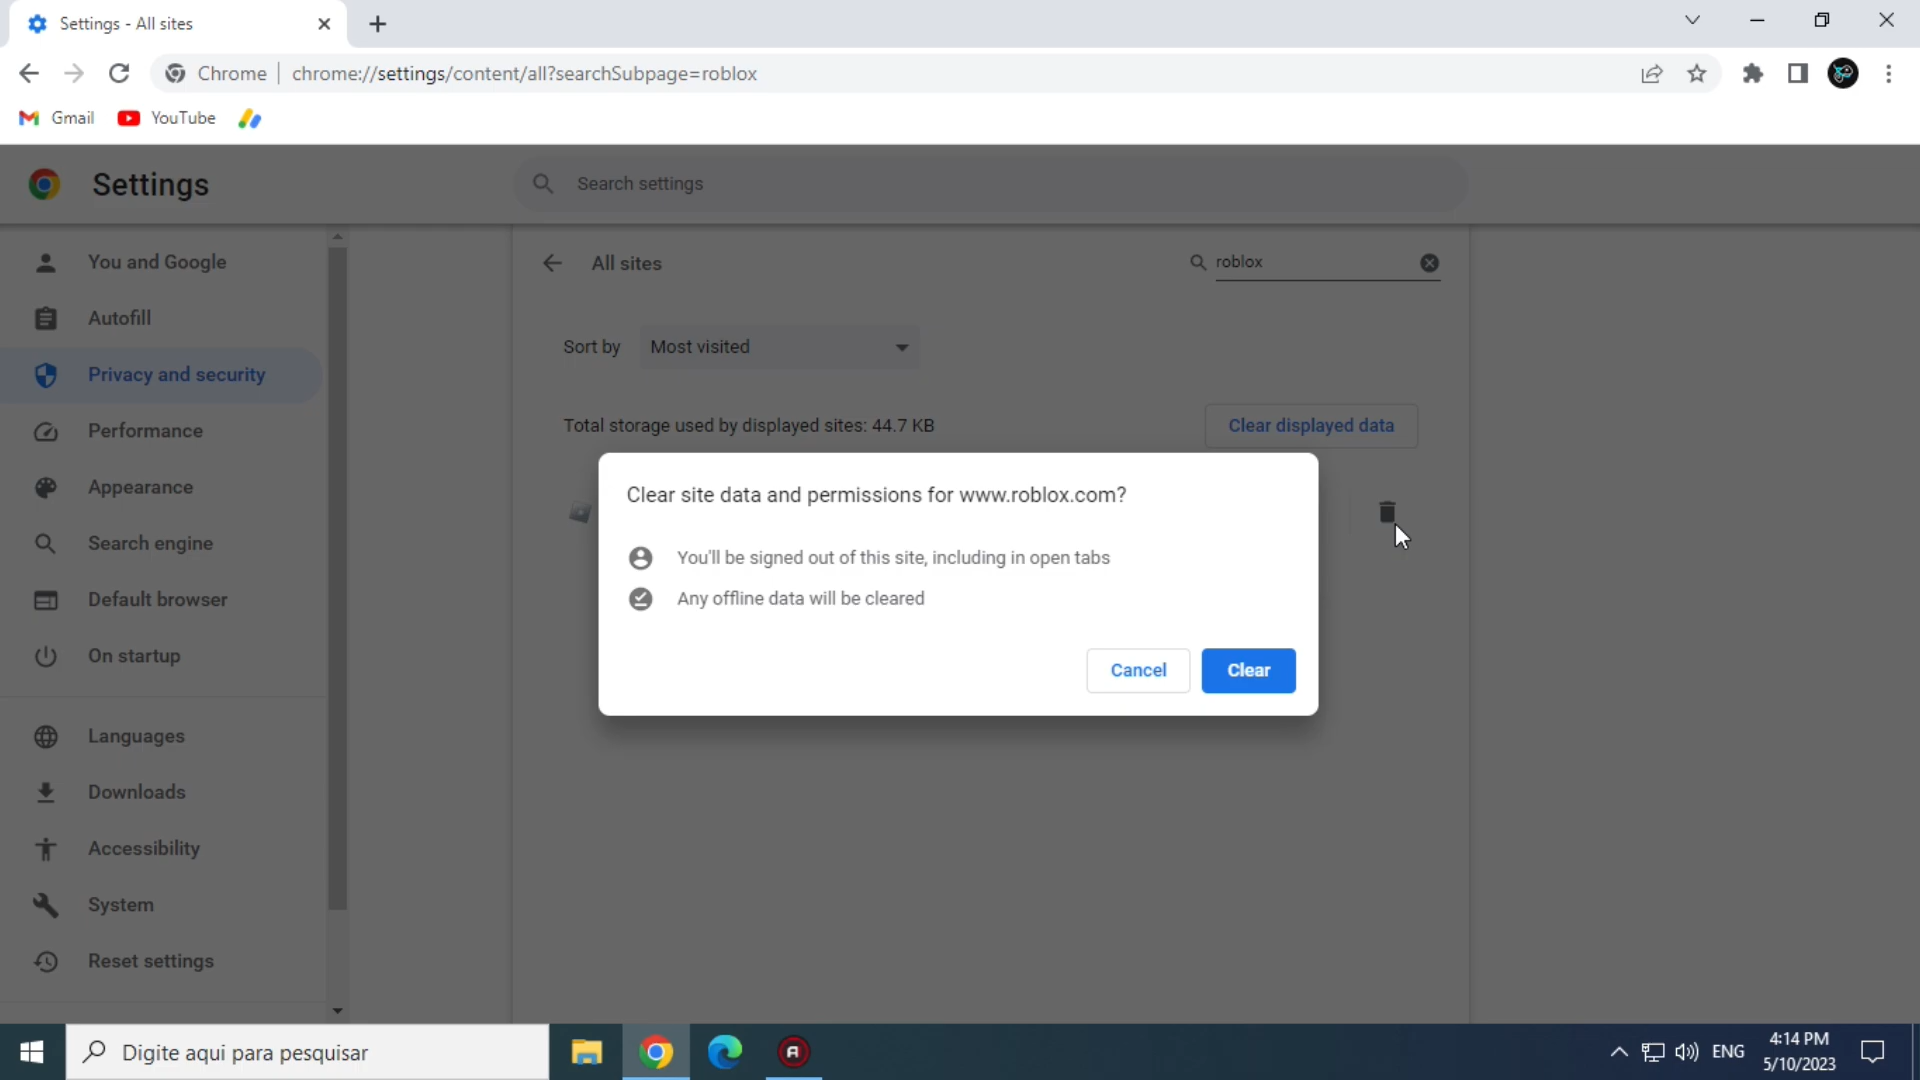 Settings - All sites
Chrome
chrome://settings/content/all?searchSubpage=roblox
Gmail
YouTube
Settings
Search settings
You and Google
Autofill
Privacy and security
Performance
Appearance
Search engine
Default browser
On startup
Languages
Downloads
Accessibility
System
Reset settings
All sites
roblox
Sort by
Most visited
Total storage used by displayed sites: 44.7 KB
Clear displayed data
Clear site data and permissions for www.roblox.com?
You'll be signed out of this site, including in open tabs
Any offline data will be cleared
Cancel
Clear
Digite aqui para pesquisar
ENG
4:14 PM
5/10/2023